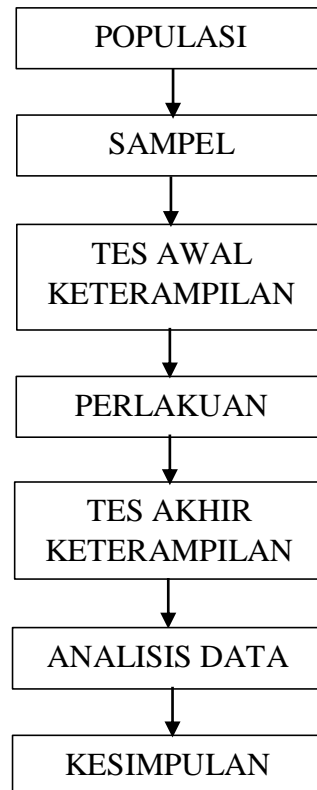 POPULASI
SAMPEL
TES AWAL
KETERAMPILAN
PERLAKUAN
TES AKHIR
KETERAMPILAN
ANALISIS DATA
KESIMPULAN